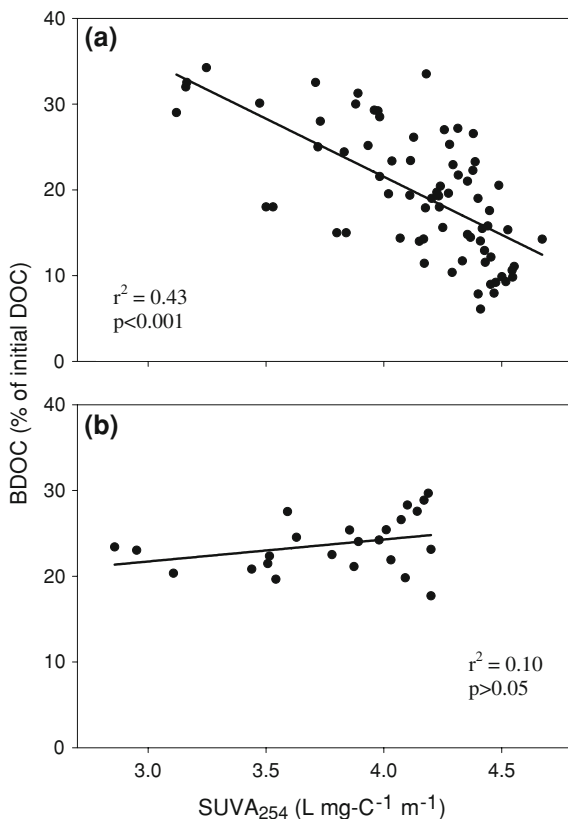 40
(a)
30
20
10
r² = 0.43
p<0.001
0
BDOC (% of initial DOC)
40
(b)
30
20
10
r² = 0.10
p>0.05
0
3.0 3.5 4.0 4.5
SUVA₂₅₄ (L mg-C⁻¹ m⁻¹)